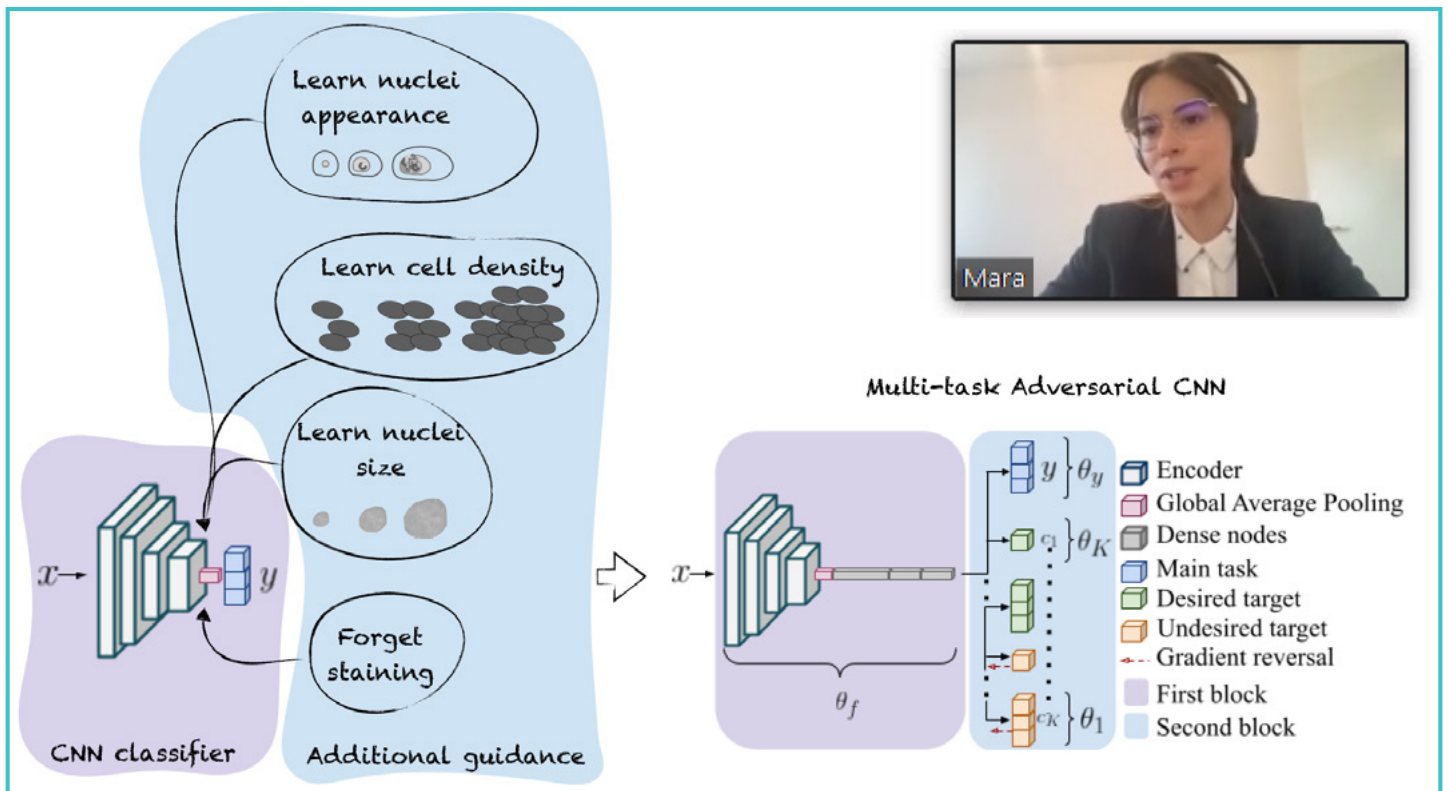 Learn nuclei
appearance
Learn cell density
Learn nuclei
size
Forget
staining
x
y
CNN classifier
Additional guidance
Mara
Multi-task Adversarial CNN
x
θf
y } θy
c1 } θK
cK } θ1
Encoder
Global Average Pooling
Dense nodes
Main task
Desired target
Undesired target
Gradient reversal
First block
Second block